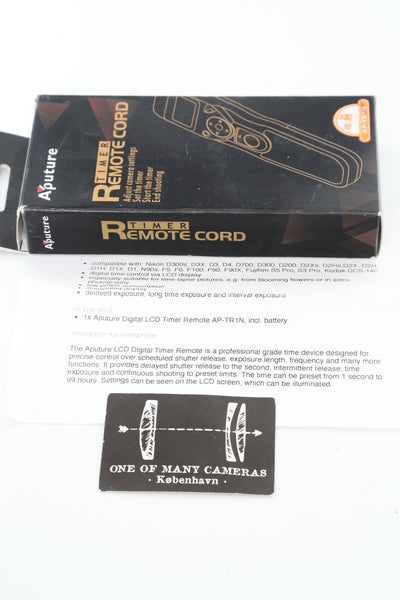 Aputure
TIMER
REMOTE CORD
Adjust camera settings
Set the timer
Start the timer
End shooting
Aputure
TIMER
REMOTE CORD
compatible with: Nikon D300s, D3X, D3, D4, D700, D300, D200, D2Xs, D2Hs, D2X, D2H,
D1H, D1X, D1, N90s, F5, F6, F100, F90, F90X, Fujifilm S5 Pro, S3 Pro, Kodak DCS-14n
• digital time control via LCD display
• especially suitable for time-lapse pictures, e.g. from blooming flowers or in astro
photography
• low power consumption
• delayed exposure, long time exposure and interval exposure
IN THE BOX
• 1x Aputure Digital LCD Timer Remote AP-TR1N, incl. battery
PRODUCT INFORMATION
The Aputure LCD Digital Timer Remote is a professional grade time device designed for
precise control over scheduled shutter release, exposure length, frequency and many more
functions. It provides delayed shutter release to the second, intermittent release, time
exposure and continuous shooting to preset limits. The time can be preset from 1 second to
99 hours. Settings can be seen on the LCD screen, which can be illuminated.
ONE OF MANY CAMERAS
· København ·